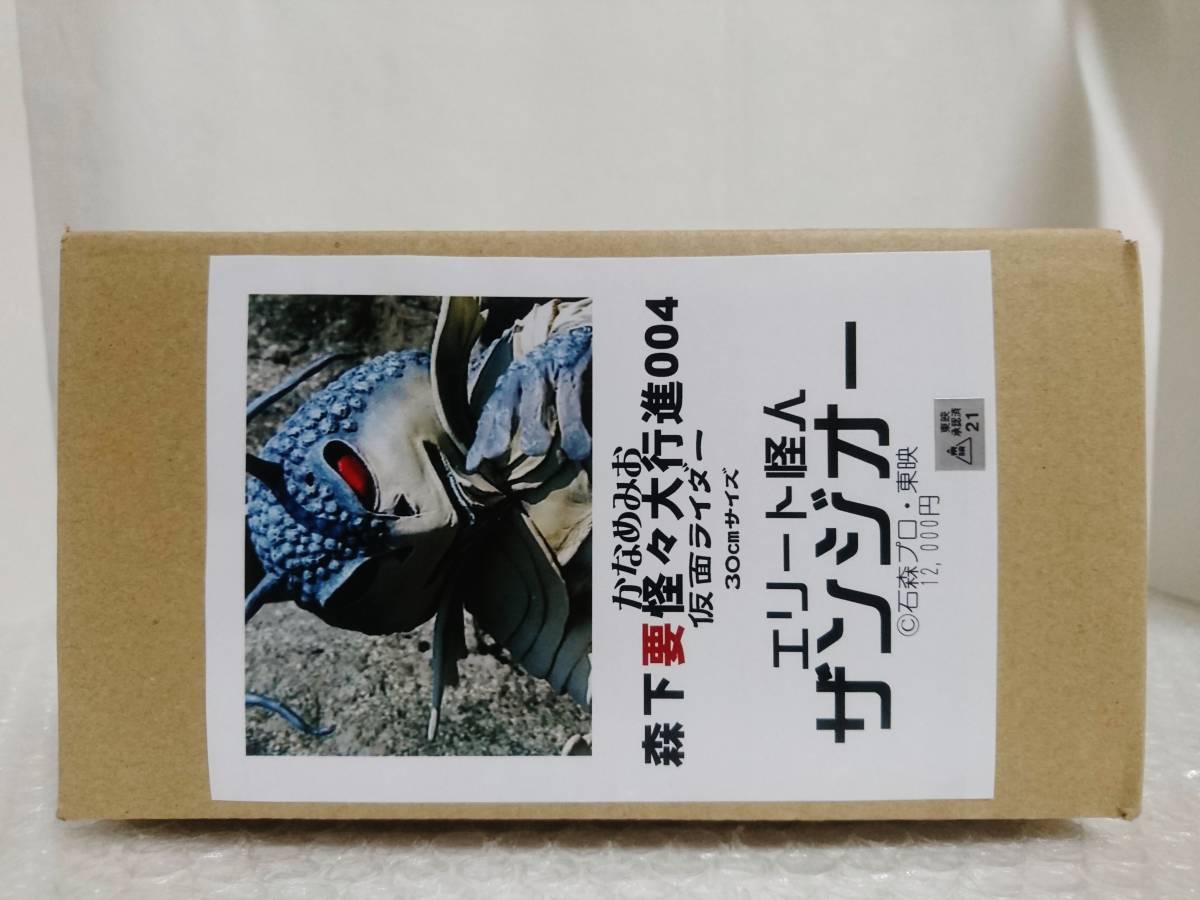 かなめみお
森下要怪々大行進004
仮面ライダー
30cmサイズ
エリート怪人
ザンジオー
©石森プロ・東映
12,000円
東映
承認済
21